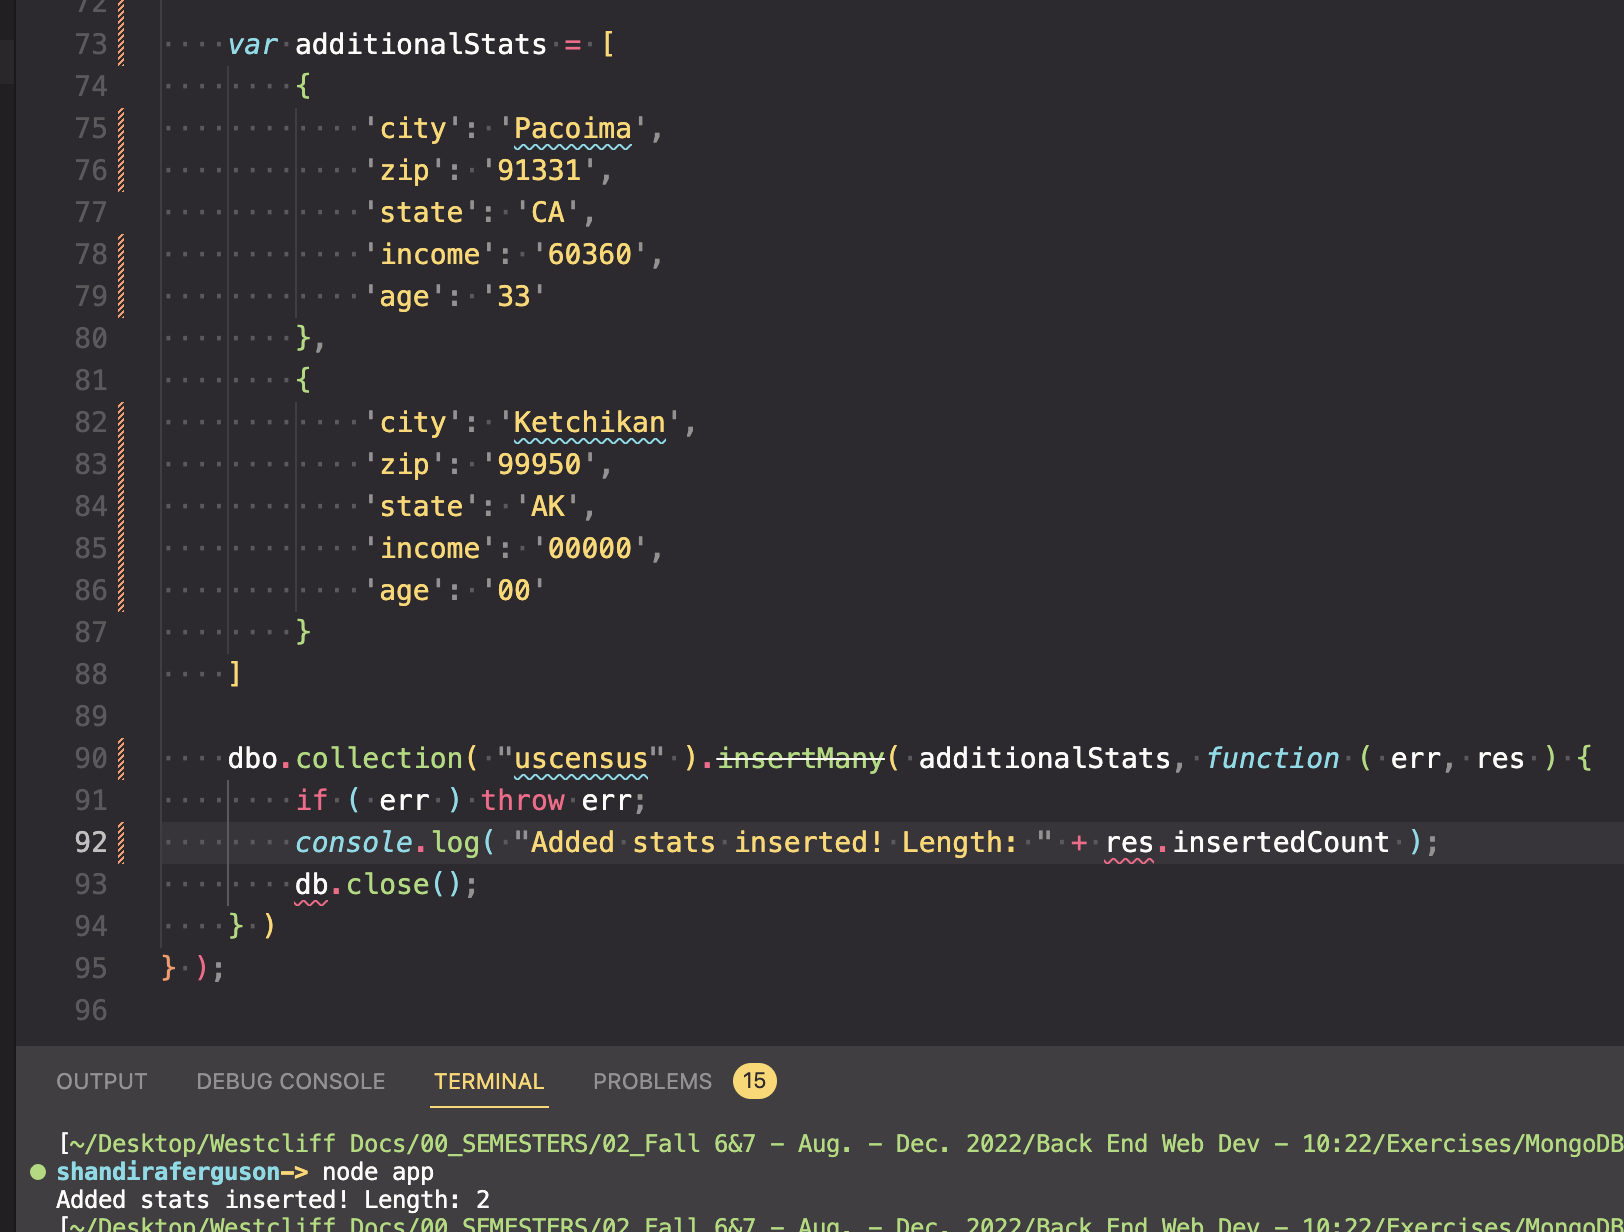 72
73 var additionalStats = [
74 {
75 'city': 'Pacoima',
76 'zip': '91331',
77 'state': 'CA',
78 'income': '60360',
79 'age': '33'
80 },
81 {
82 'city': 'Ketchikan',
83 'zip': '99950',
84 'state': 'AK',
85 'income': '00000',
86 'age': '00'
87 }
88 ]
89
90 dbo.collection( "uscensus" ).insertMany( additionalStats, function ( err, res ) {
91 if ( err ) throw err;
92 console.log( "Added stats inserted! Length: " + res.insertedCount );
93 db.close();
94 } )
95 } );
96
OUTPUT DEBUG CONSOLE TERMINAL PROBLEMS 15
[~/Desktop/Westcliff Docs/00_SEMESTERS/02_Fall 6&7 – Aug. – Dec. 2022/Back End Web Dev – 10:22/Exercises/MongoDB
shandiraferguson–> node app
Added stats inserted! Length: 2
[~/Desktop/Westcliff Docs/00_SEMESTERS/02_Fall 6&7 – Aug. – Dec. 2022/Back End Web Dev – 10:22/Exercises/MongoDB